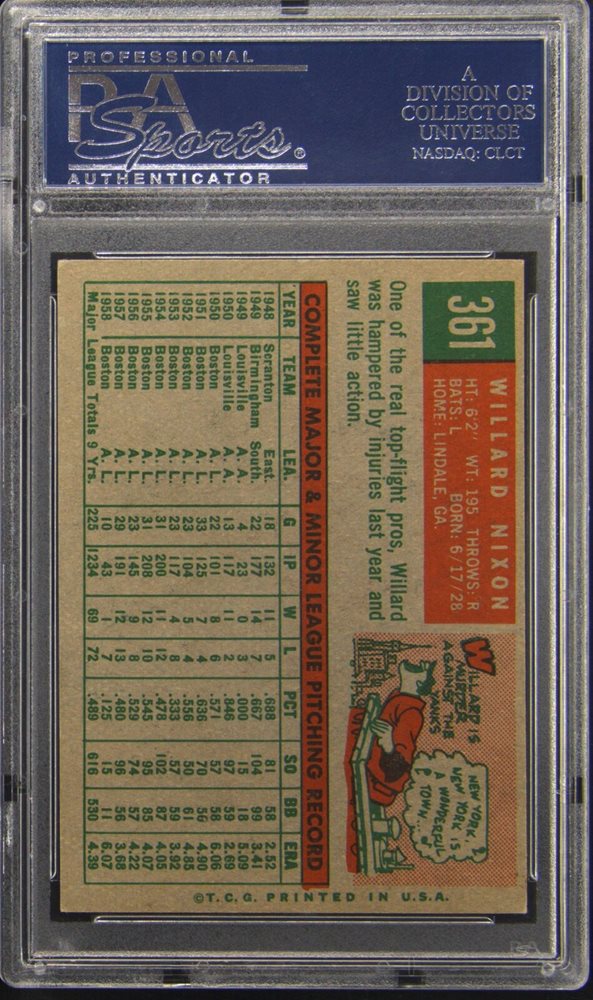 PROFESSIONAL
PSA
Sports®
AUTHENTICATOR
A
DIVISION OF
COLLECTORS
UNIVERSE
NASDAQ: CLCT
361
WILLARD NIXON
HT: 6'2" WT: 195 THROWS: R
BATS: L BORN: 6/17/28
HOME: LINDALE, GA.
One of the real top-flight pros, Willard
was hampered by injuries last year and
saw little action.
WILLARD IS
MURDER
AGAINST THE
YANKS
NEW YORK,
NEW YORK, IS
A WONDERFUL
TOWN..
COMPLETE MAJOR & MINOR LEAGUE PITCHING RECORD
YEAR TEAM LEA. G IP W L PCT SO BB ERA
1948 Scranton East. 18 132 11 5 .688 81 58 2.52
1949 Birmingham South. 22 177 14 7 .667 104 99 3.41
1949 Louisville A. A. 4 23 0 3 .000 15 18 5.09
1950 Louisville A. A. 13 117 11 2 .846 97 59 2.69
1950 Boston A. L. 22 101 8 6 .571 57 58 6.06
1951 Boston A. L. 33 125 7 4 .636 70 56 4.90
1952 Boston A. L. 23 104 5 4 .556 50 61 4.85
1953 Boston A. L. 23 117 4 8 .333 57 59 3.92
1954 Boston A. L. 31 200 11 12 .478 102 87 4.05
1955 Boston A. L. 31 208 12 10 .545 95 85 4.07
1956 Boston A. L. 23 145 9 8 .529 74 57 4.22
1957 Boston A. L. 29 191 12 13 .480 96 56 3.68
1958 Boston A. L. 10 43 1 7 .125 15 11 6.07
Major League Totals 9 Yrs. 225 1234 69 72 .489 616 530 4.39
©T.C.G. PRINTED IN U.S.A.